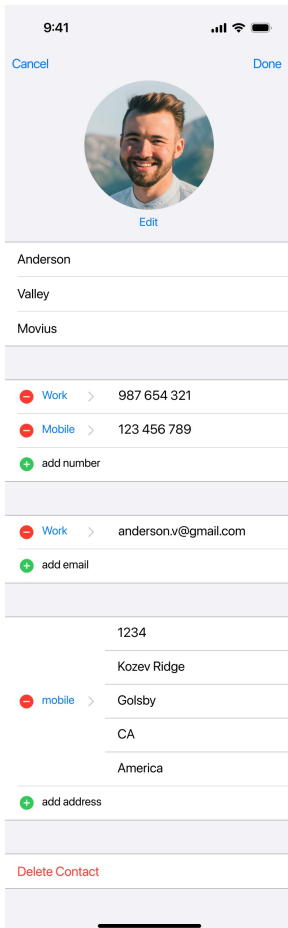 9:41
Cancel
Done
Edit
Anderson
Valley
Movius
Work 987 654 321
Mobile 123 456 789
add number
Work anderson.v@gmail.com
add email
1234
Kozev Ridge
mobile Golsby
CA
America
add address
Delete Contact